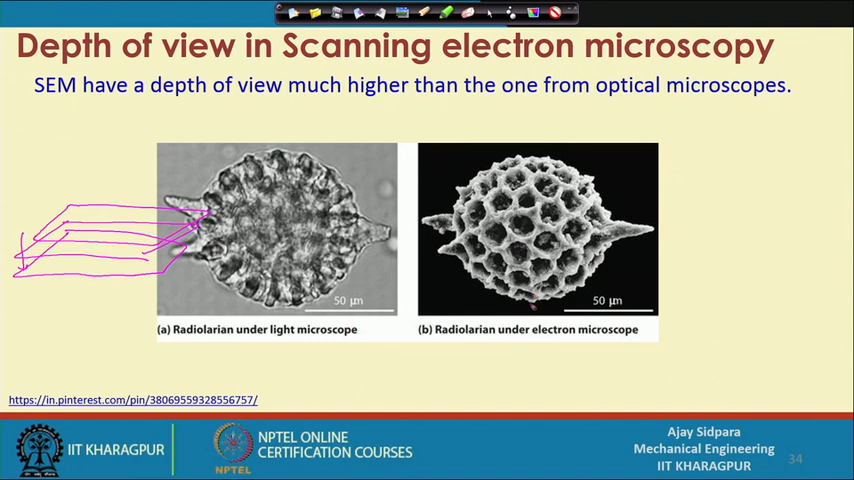 Depth of view in Scanning electron microscopy
SEM have a depth of view much higher than the one from optical microscopes.
50 µm
50 µm
(a) Radiolarian under light microscope
(b) Radiolarian under electron microscope
https://in.pinterest.com/pin/38069559328556757/
IIT KHARAGPUR
NPTEL
NPTEL ONLINE
CERTIFICATION COURSES
Ajay Sidpara
Mechanical Engineering
IIT KHARAGPUR
34